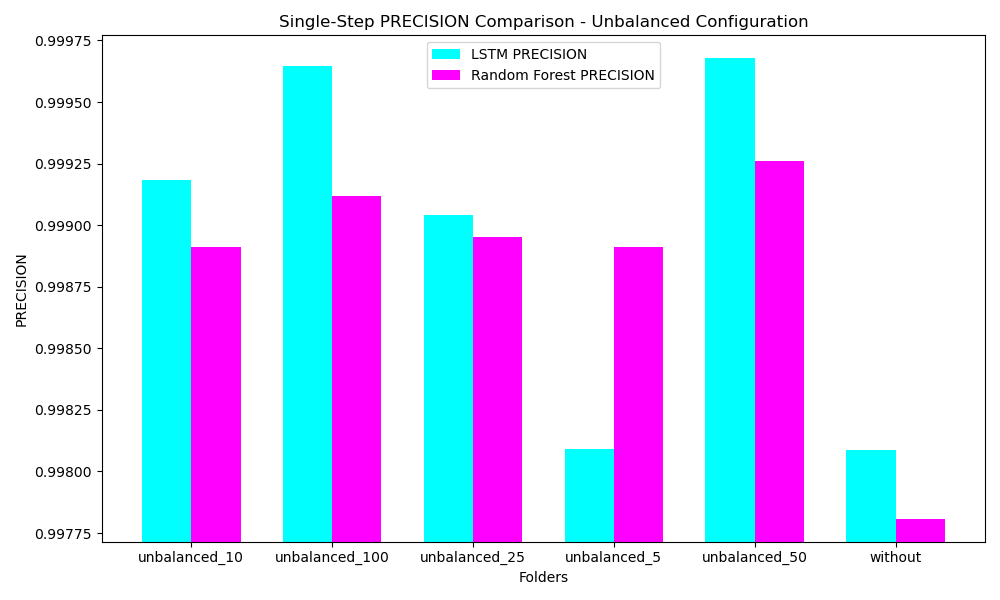 Single-Step PRECISION Comparison - Unbalanced Configuration
LSTM PRECISION
Random Forest PRECISION
PRECISION
0.99975
0.99950
0.99925
0.99900
0.99875
0.99850
0.99825
0.99800
0.99775
unbalanced_10 unbalanced_100 unbalanced_25 unbalanced_5 unbalanced_50 without
Folders